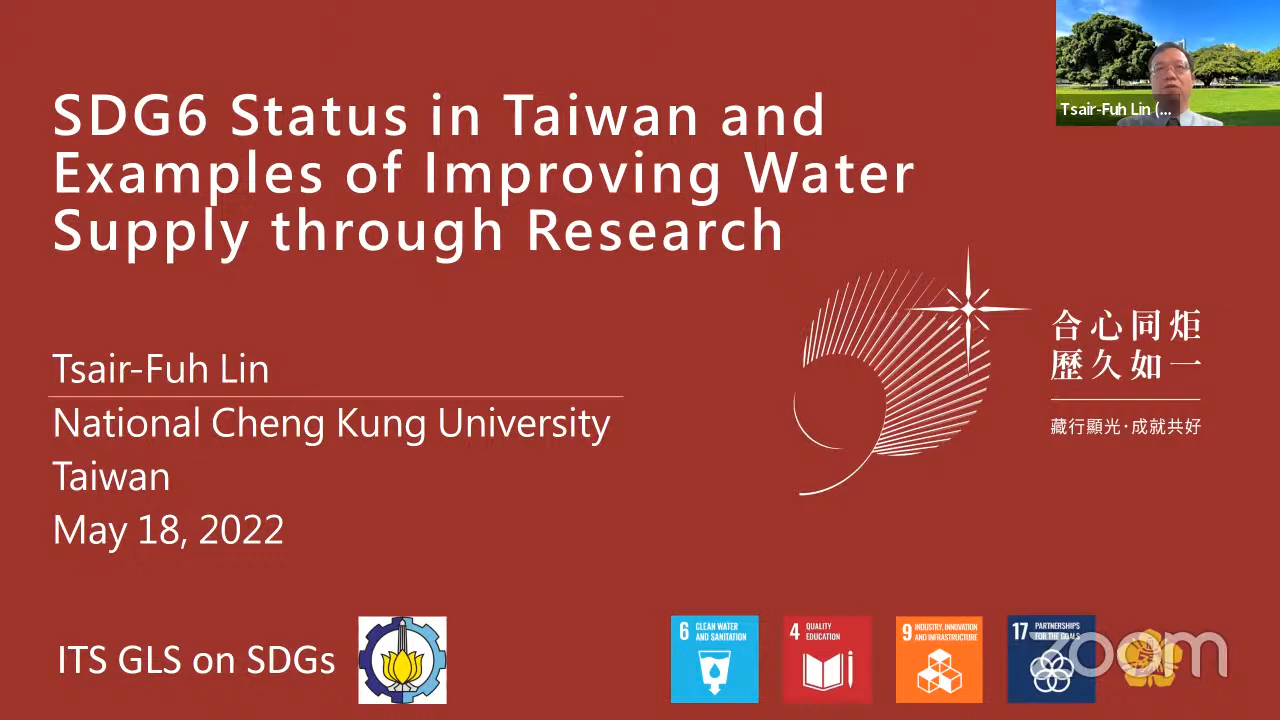 Tsair-Fuh Lin (...
SDG6 Status in Taiwan and
Examples of Improving Water
Supply through Research
合心同炬
歷久如一
藏行顯光·成就共好
Tsair-Fuh Lin
National Cheng Kung University
Taiwan
May 18, 2022
ITS GLS on SDGs
6 CLEAN WATER
AND SANITATION
4 QUALITY
EDUCATION
9 INDUSTRY, INNOVATION
AND INFRASTRUCTURE
17 PARTNERSHIPS
FOR THE GOALS
zoom